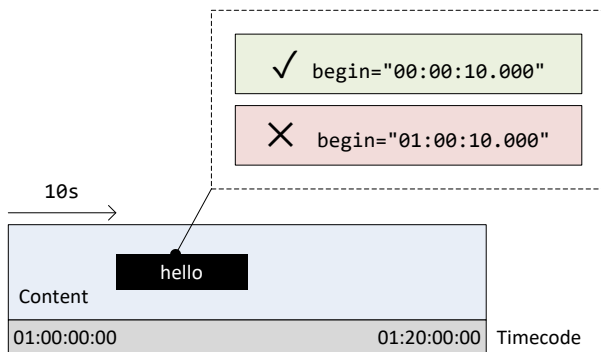 ✓ begin="00:00:10.000"
✕ begin="01:00:10.000"
10s
hello
Content
01:00:00:00 01:20:00:00 Timecode